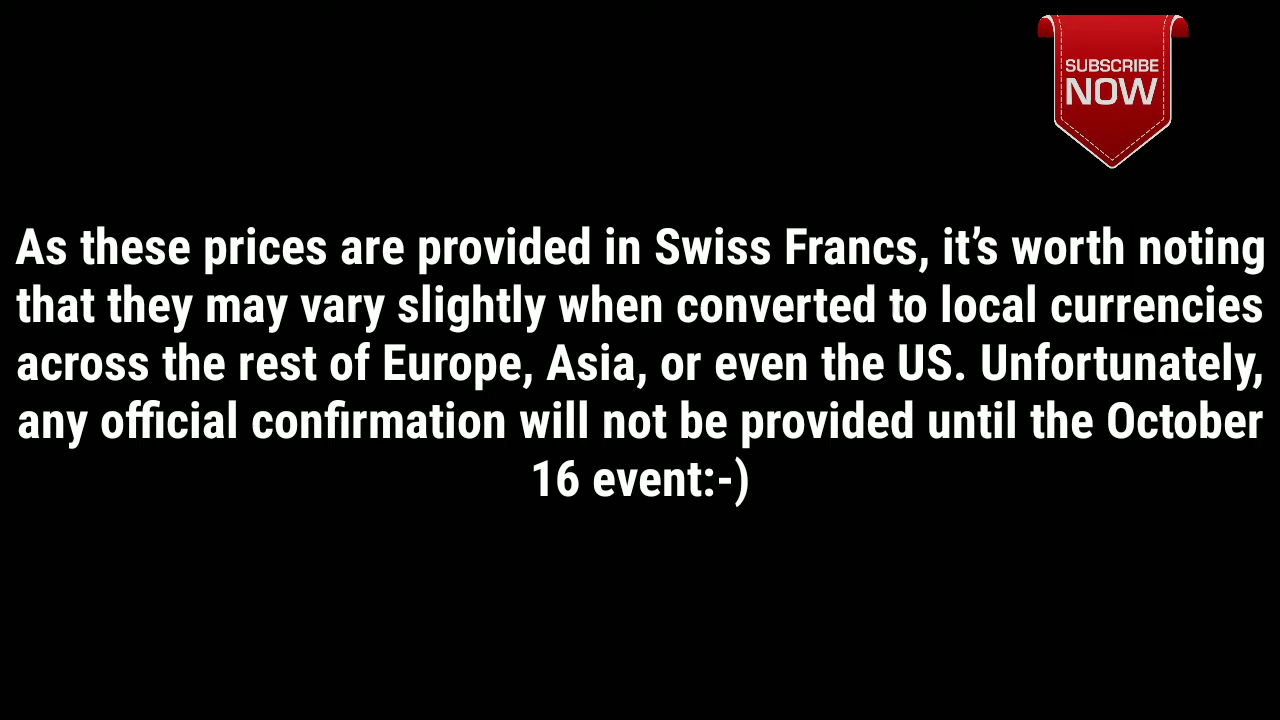 SUBSCRIBE
NOW
As these prices are provided in Swiss Francs, it’s worth noting
that they may vary slightly when converted to local currencies
across the rest of Europe, Asia, or even the US. Unfortunately,
any official confirmation will not be provided until the October
16 event:-)